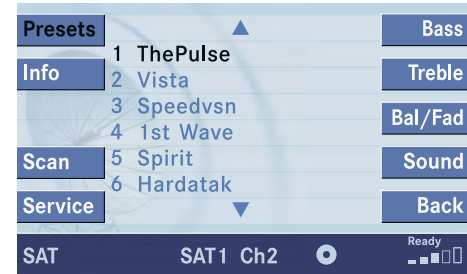 Presets
Bass
1 ThePulse
Info
2 Vista
Treble
3 Speedvsn
Bal/Fad
4 1st Wave
Scan
5 Spirit
Sound
6 Hardatak
Service
Back
SAT
SAT1 Ch2
Ready